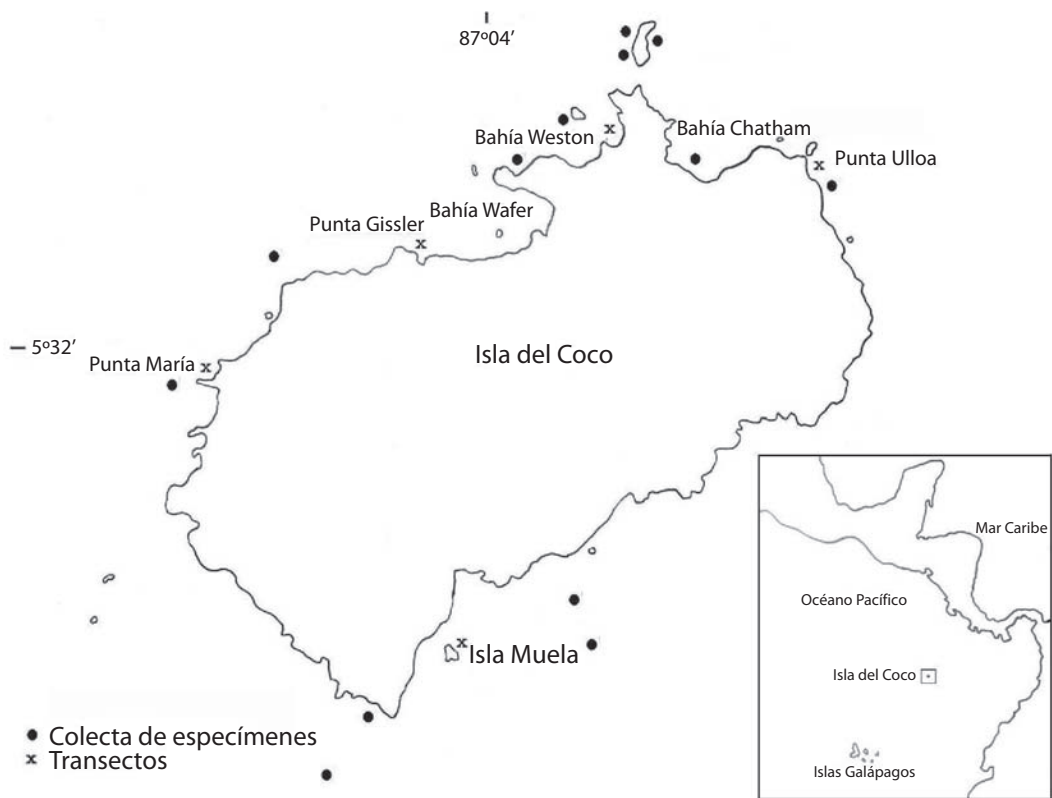 87º04’
Bahía Weston
Bahía Chatham
Punta Ulloa
Bahía Wafer
Punta Gissler
5º32’
Isla del Coco
Punta María
Isla Muela
Colecta de especímenes
x Transectos
Mar Caribe
Océano Pacífico
Isla del Coco
Islas Galápagos